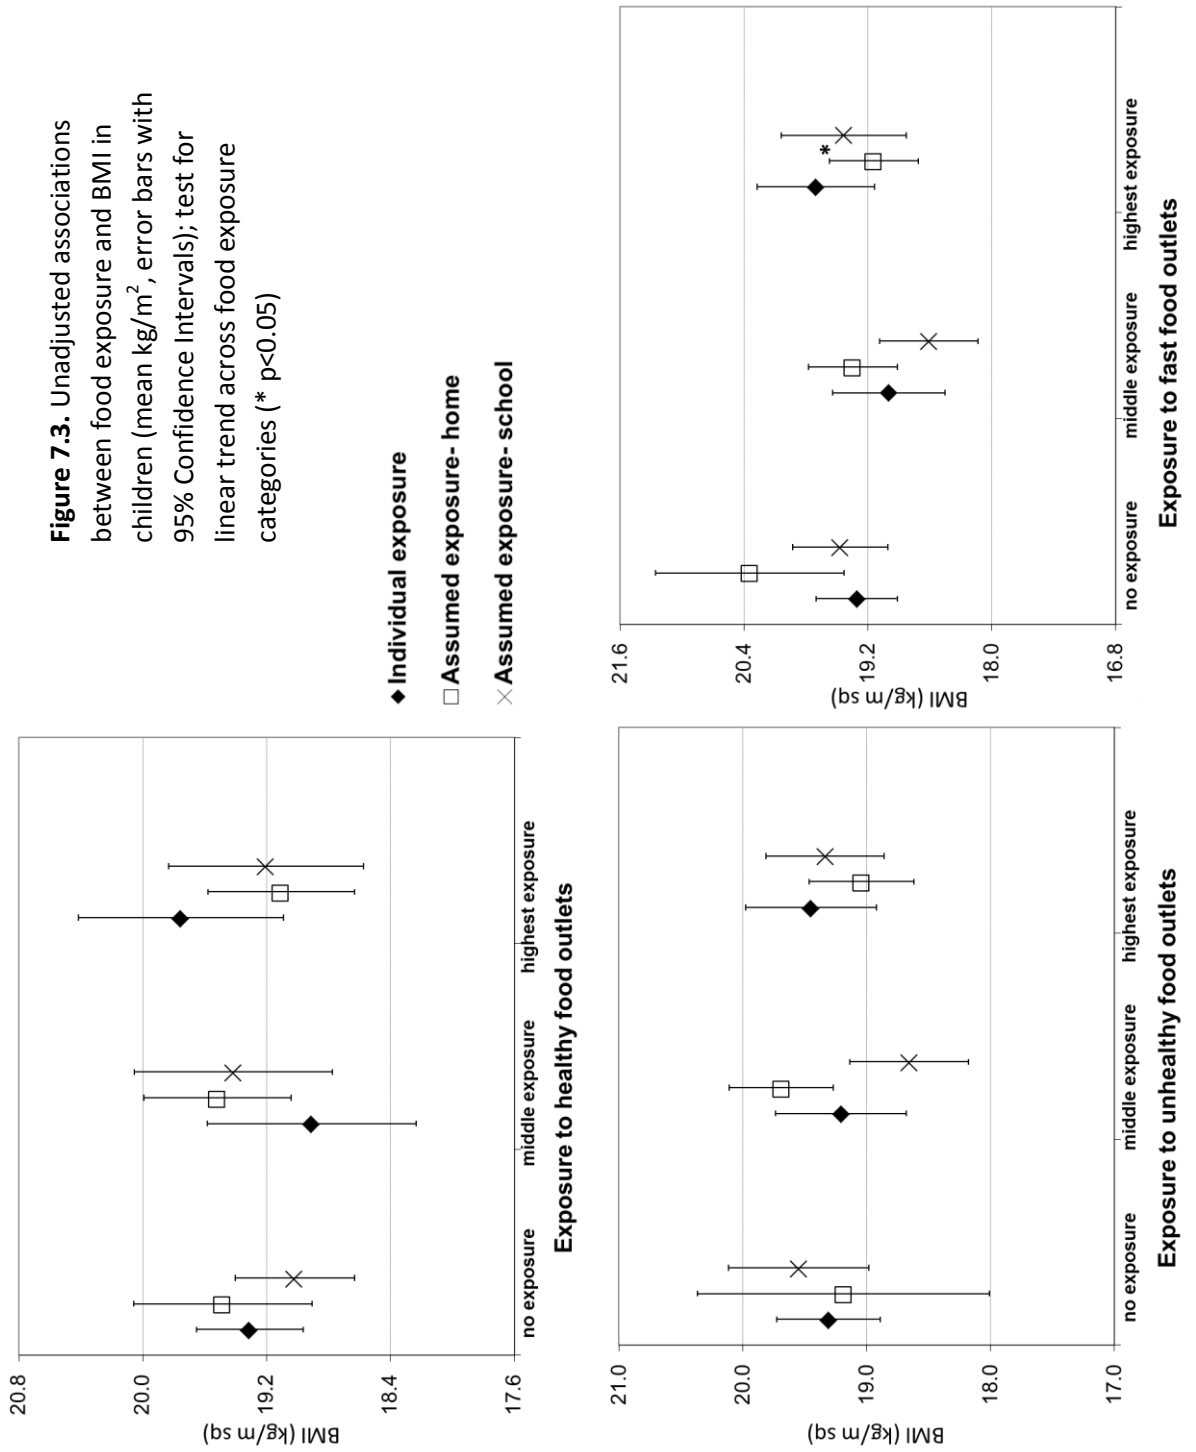 Figure 7.3. Unadjusted associations
between food exposure and BMI in
children (mean kg/m², error bars with
95% Confidence Intervals); test for
linear trend across food exposure
categories (* p<0.05)
Individual exposure
Assumed exposure- home
Assumed exposure- school
BMI (kg/m sq)
20.8
20.0
19.2
18.4
17.6
no exposure
middle exposure
highest exposure
Exposure to healthy food outlets
BMI (kg/m sq)
21.0
20.0
19.0
18.0
17.0
no exposure
middle exposure
highest exposure
Exposure to unhealthy food outlets
BMI (kg/m sq)
21.6
20.4
19.2
18.0
16.8
*
no exposure
middle exposure
highest exposure
Exposure to fast food outlets